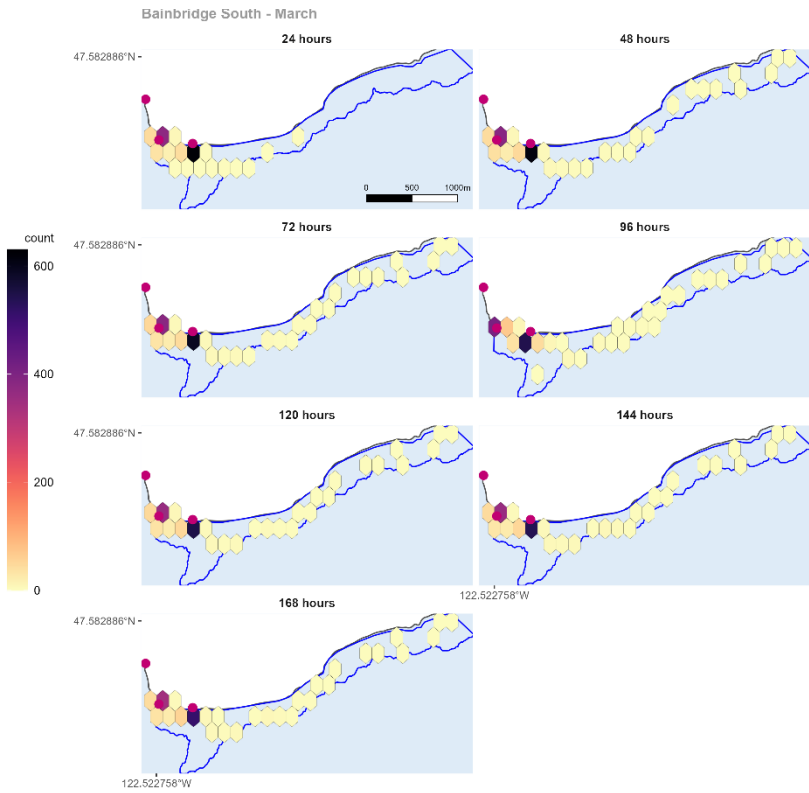 Bainbridge South - March
24 hours
48 hours
47.582886°N
0 500 1000m
72 hours
96 hours
47.582886°N
count
600
400
200
0
120 hours
144 hours
47.582886°N
122.522758°W
168 hours
47.582886°N
122.522758°W